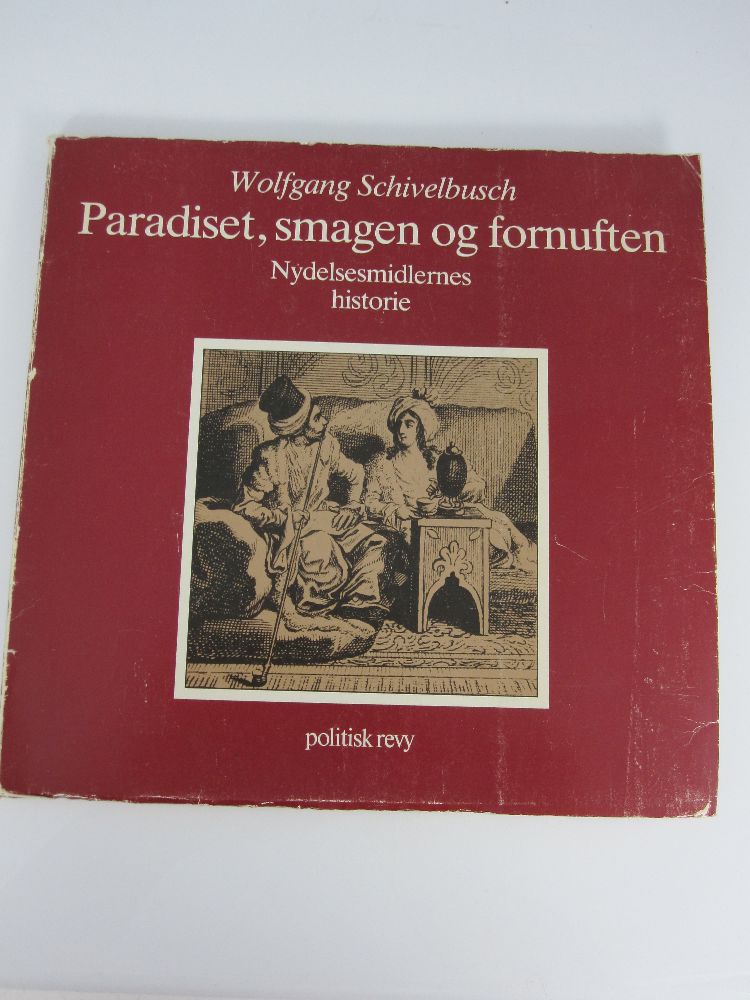 Wolfgang Schivelbusch
Paradiset, smagen og fornuften
Nydelsesmidlernes
historie
politisk revy